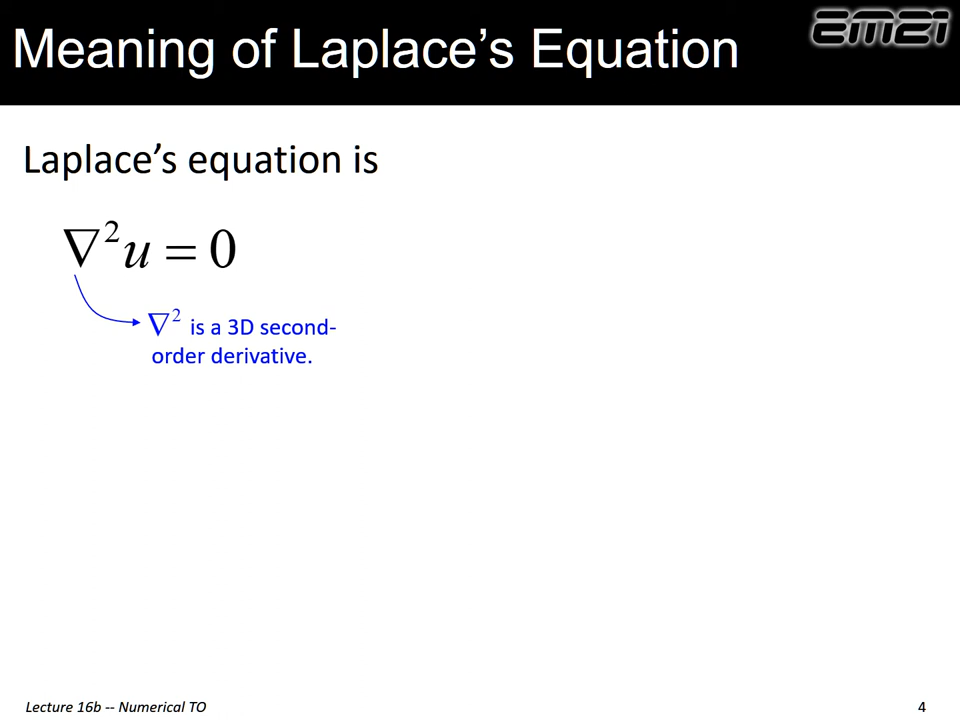 Meaning of Laplace's Equation
EM21
Laplace's equation is
∇²u = 0
∇² is a 3D second-
order derivative.
Lecture 16b -- Numerical TO
4